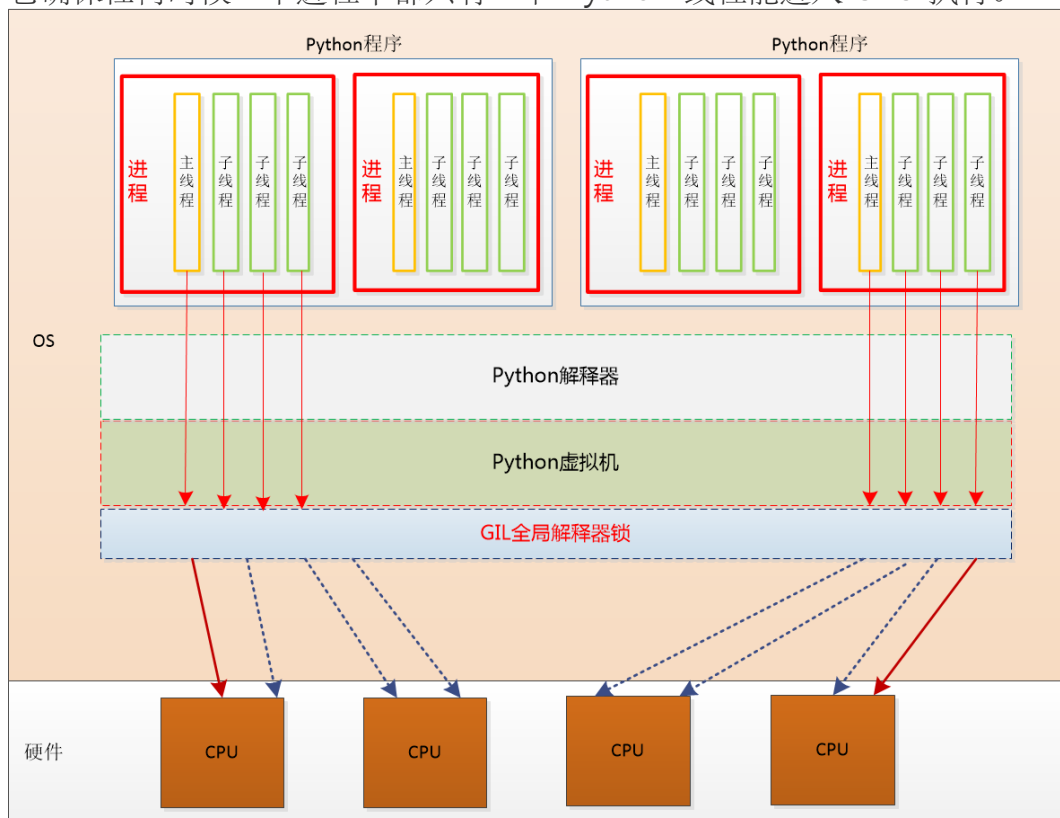 Python程序
Python程序
进程
主线程
子线程
子线程
子线程
进程
主线程
子线程
子线程
子线程
进程
主线程
子线程
子线程
子线程
进程
主线程
子线程
子线程
子线程
OS
Python解释器
Python虚拟机
GIL全局解释器锁
硬件
CPU
CPU
CPU
CPU